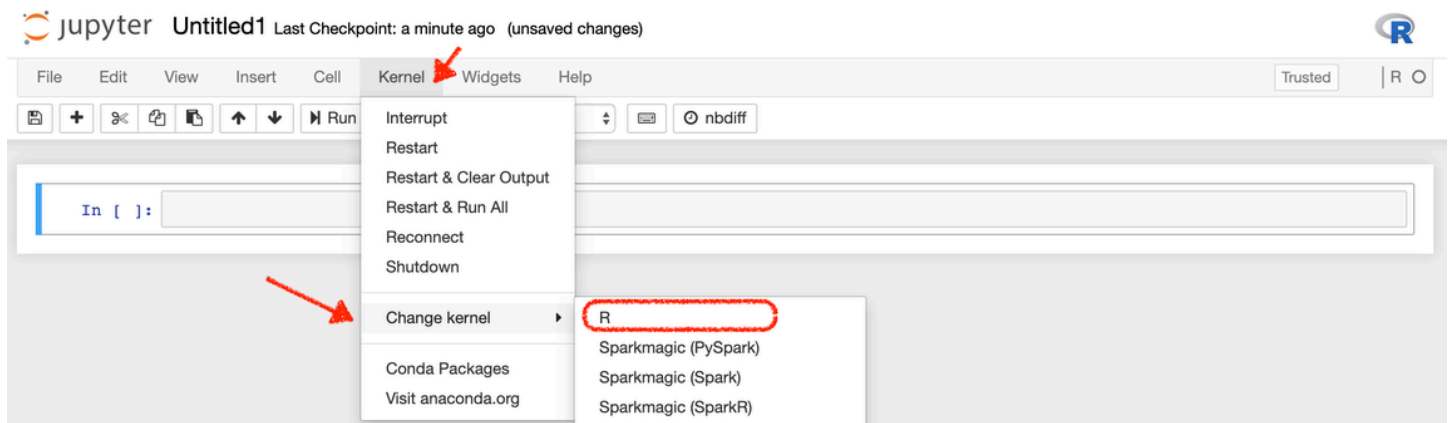 jupyter Untitled1 Last Checkpoint: a minute ago (unsaved changes) R
File Edit View Insert Cell Kernel Widgets Help Trusted R
Run nbdiff
Interrupt
Restart
Restart & Clear Output
In [ ]: Restart & Run All
Reconnect
Shutdown
Change kernel R
Sparkmagic (PySpark)
Conda Packages
Sparkmagic (Spark)
Visit anaconda.org
Sparkmagic (SparkR)